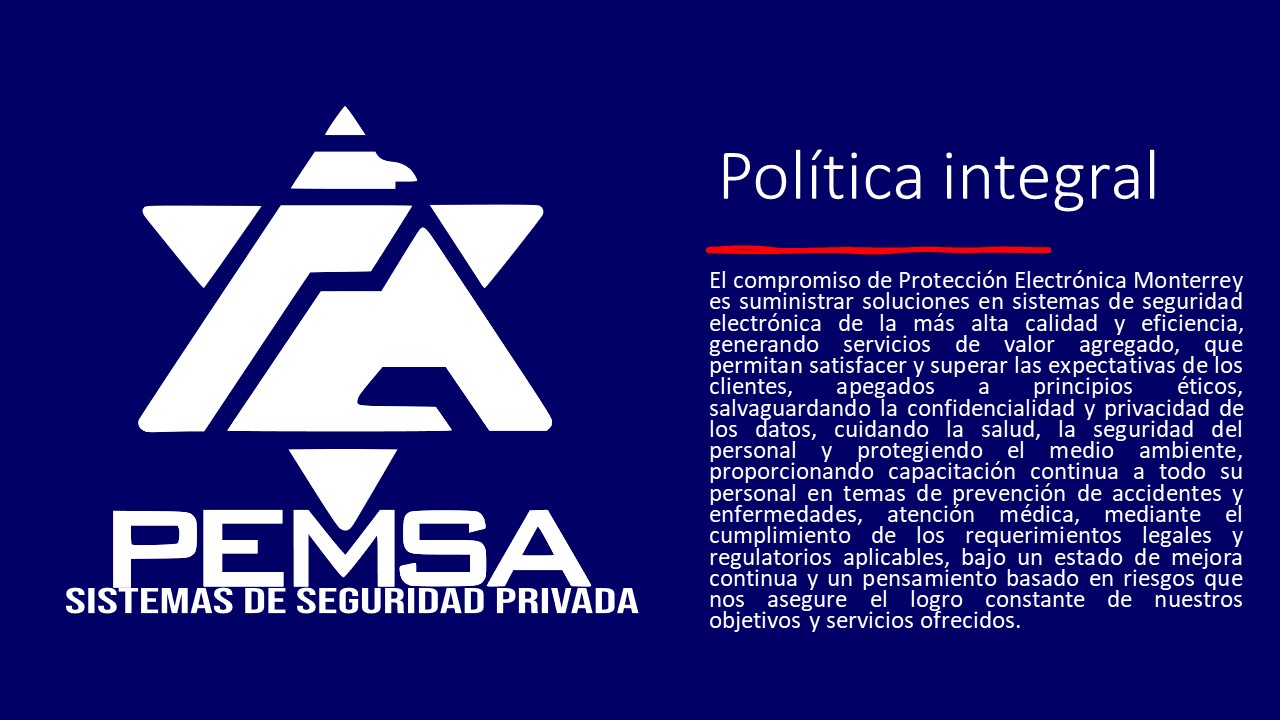 PEMSA
SISTEMAS DE SEGURIDAD PRIVADA
Política integral
El compromiso de Protección Electrónica Monterrey
es suministrar soluciones en sistemas de seguridad
electrónica de la más alta calidad y eficiencia,
generando servicios de valor agregado, que
permitan satisfacer y superar las expectativas de los
clientes, apegados a principios éticos,
salvaguardando la confidencialidad y privacidad de
los datos, cuidando la salud, la seguridad del
personal y protegiendo el medio ambiente,
proporcionando capacitación continua a todo su
personal en temas de prevención de accidentes y
enfermedades, atención médica, mediante el
cumplimiento de los requerimientos legales y
regulatorios aplicables, bajo un estado de mejora
continua y un pensamiento basado en riesgos que
nos asegure el logro constante de nuestros
objetivos y servicios ofrecidos.